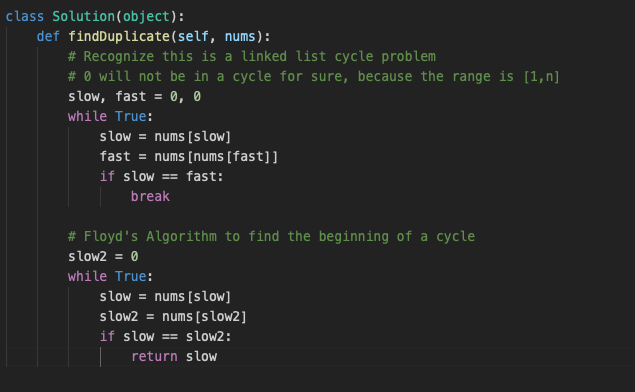 class Solution(object):
    def findDuplicate(self, nums):
        # Recognize this is a linked list cycle problem
        # 0 will not be in a cycle for sure, because the range is [1,n]
        slow, fast = 0, 0
        while True:
            slow = nums[slow]
            fast = nums[nums[fast]]
            if slow == fast:
                break

        # Floyd's Algorithm to find the beginning of a cycle
        slow2 = 0
        while True:
            slow = nums[slow]
            slow2 = nums[slow2]
            if slow == slow2:
                return slow